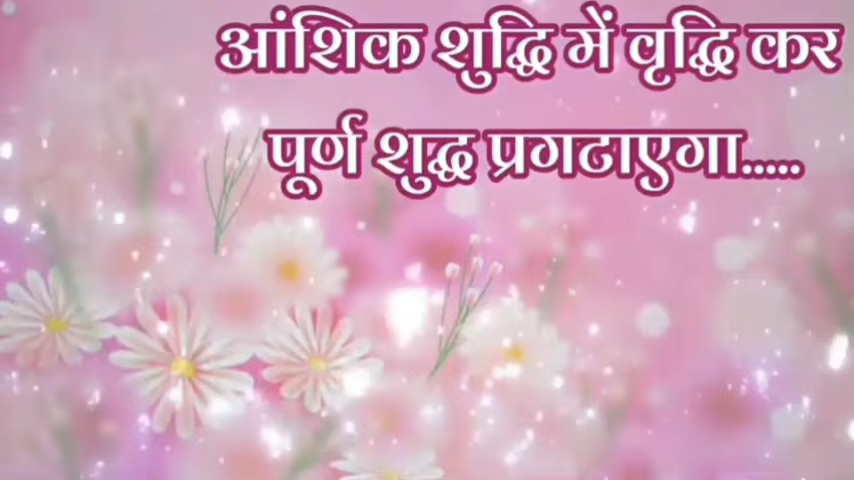 आंशिक शुद्धि में वृद्धि कर
पूर्ण शुद्ध प्रगटाएगा.....